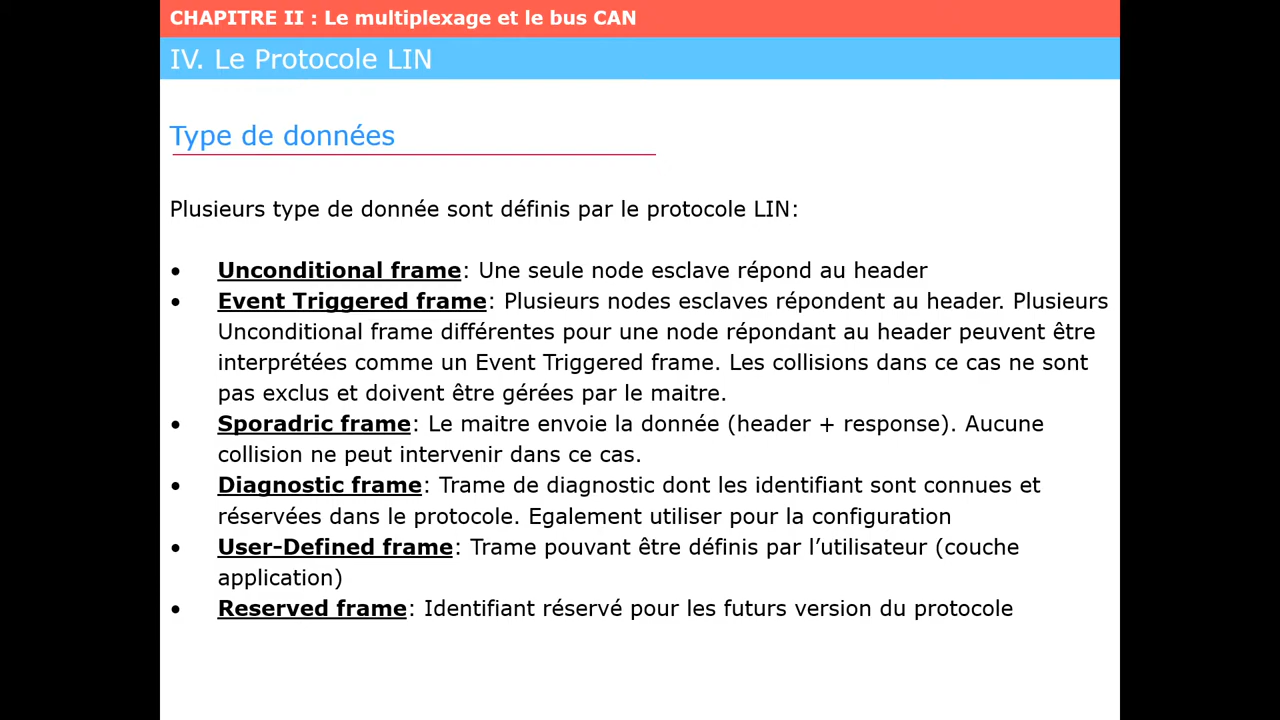 CHAPITRE II : Le multiplexage et le bus CAN
IV. Le Protocole LIN
Type de données
Plusieurs type de donnée sont définis par le protocole LIN:
• Unconditional frame: Une seule node esclave répond au header
• Event Triggered frame: Plusieurs nodes esclaves répondent au header. Plusieurs
Unconditional frame différentes pour une node répondant au header peuvent être
interprétées comme un Event Triggered frame. Les collisions dans ce cas ne sont
pas exclus et doivent être gérées par le maitre.
• Sporadric frame: Le maitre envoie la donnée (header + response). Aucune
collision ne peut intervenir dans ce cas.
• Diagnostic frame: Trame de diagnostic dont les identifiant sont connues et
réservées dans le protocole. Egalement utiliser pour la configuration
• User-Defined frame: Trame pouvant être définis par l’utilisateur (couche
application)
• Reserved frame: Identifiant réservé pour les futurs version du protocole